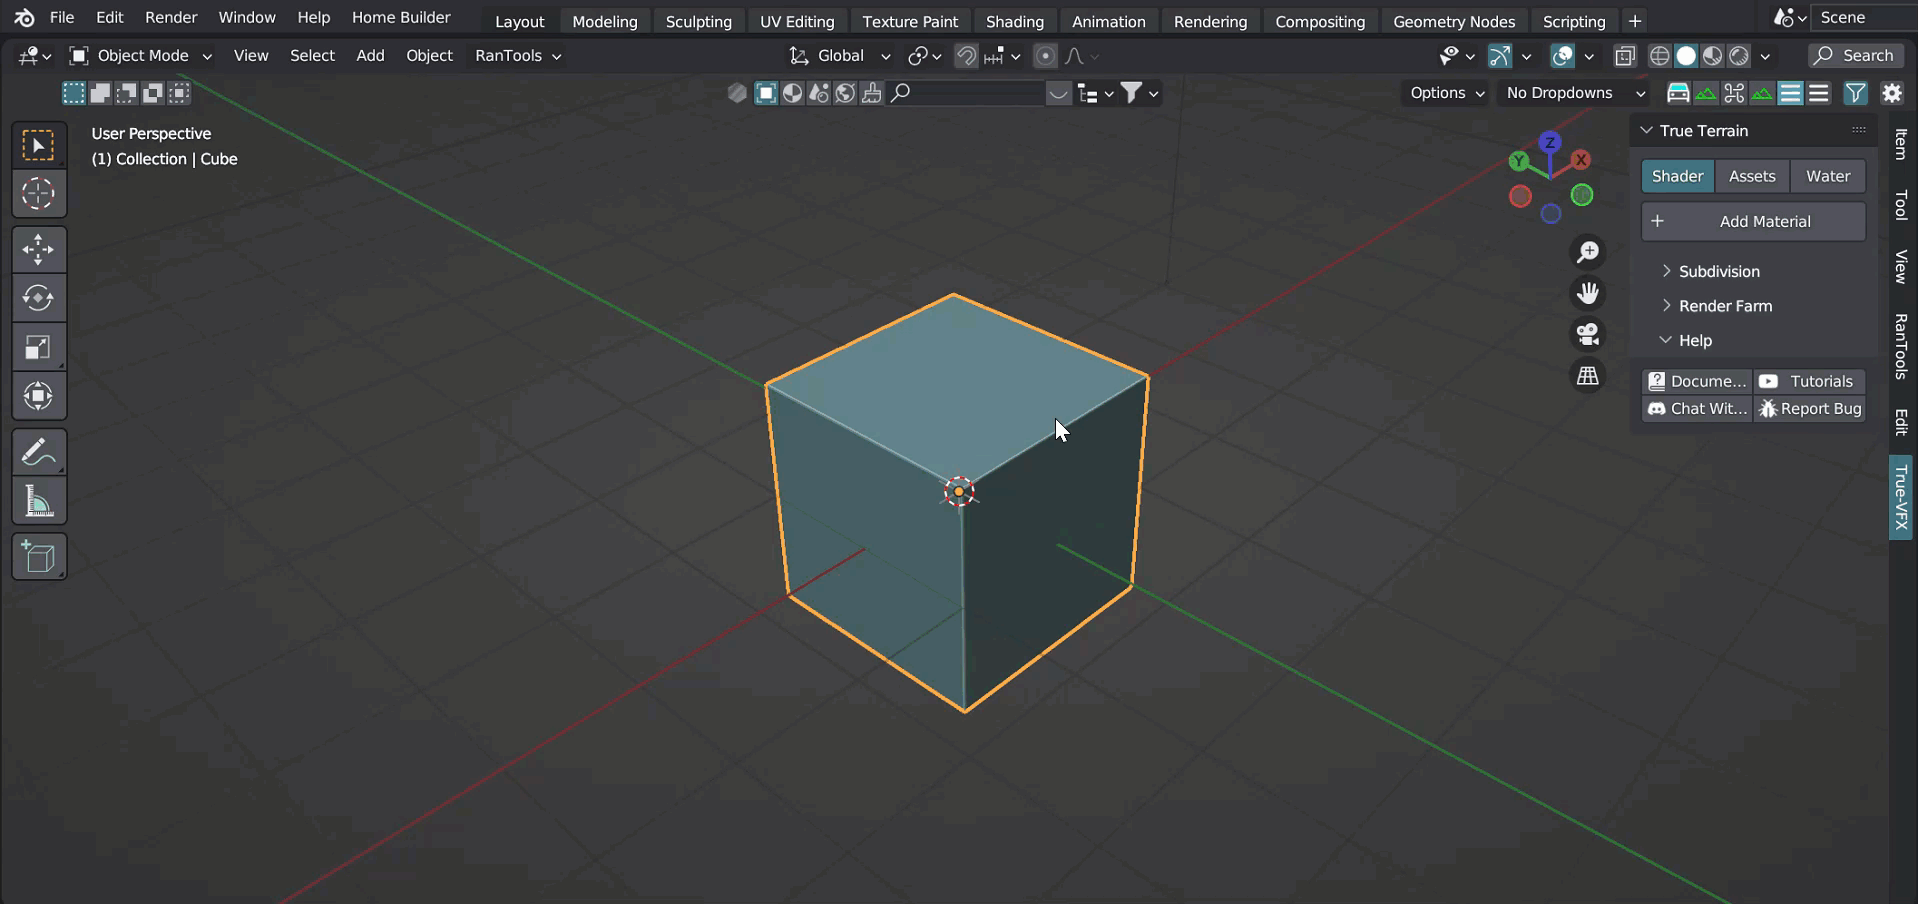 File Edit Render Window Help Home Builder Layout Modeling Sculpting UV Editing Texture Paint Shading Animation Rendering Compositing Geometry Nodes Scripting + Scene
Object Mode View Select Add Object RanTools Global Search
Options No Dropdowns
User Perspective
(1) Collection | Cube
Z
Y X
True Terrain
Shader Assets Water
+ Add Material
Subdivision
Render Farm
Help
Docume... Tutorials
Chat Wit... Report Bug
Item
Tool
View
RanTools
Edit
True-VFX